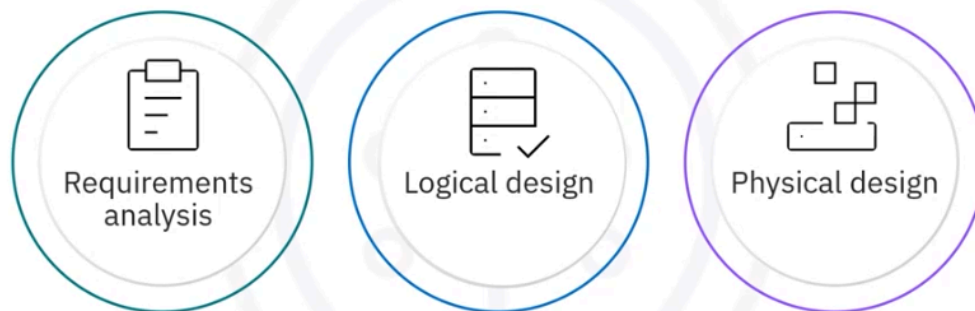 Requirements
analysis
Logical design
Physical design